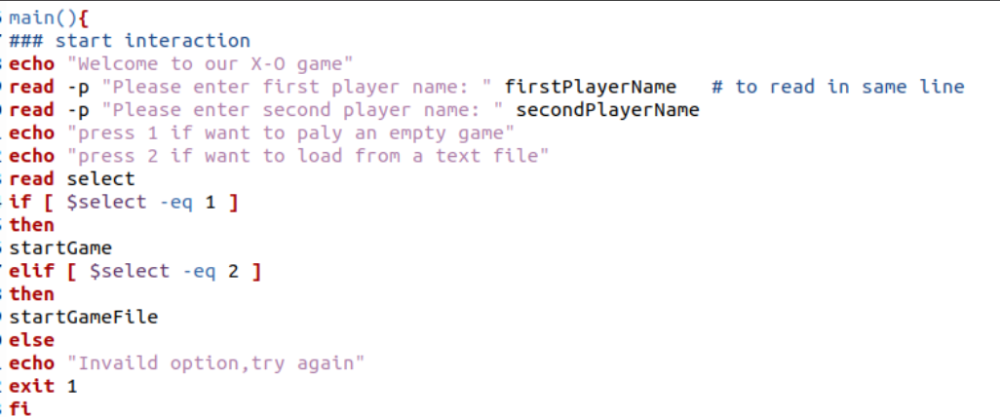 main(){
### start interaction
echo "Welcome to our X-O game"
read -p "Please enter first player name: " firstPlayerName   # to read in same line
read -p "Please enter second player name: " secondPlayerName
echo "press 1 if want to paly an empty game"
echo "press 2 if want to load from a text file"
read select
if [ $select -eq 1 ]
then
startGame
elif [ $select -eq 2 ]
then
startGameFile
else
echo "Invaild option,try again"
exit 1
fi